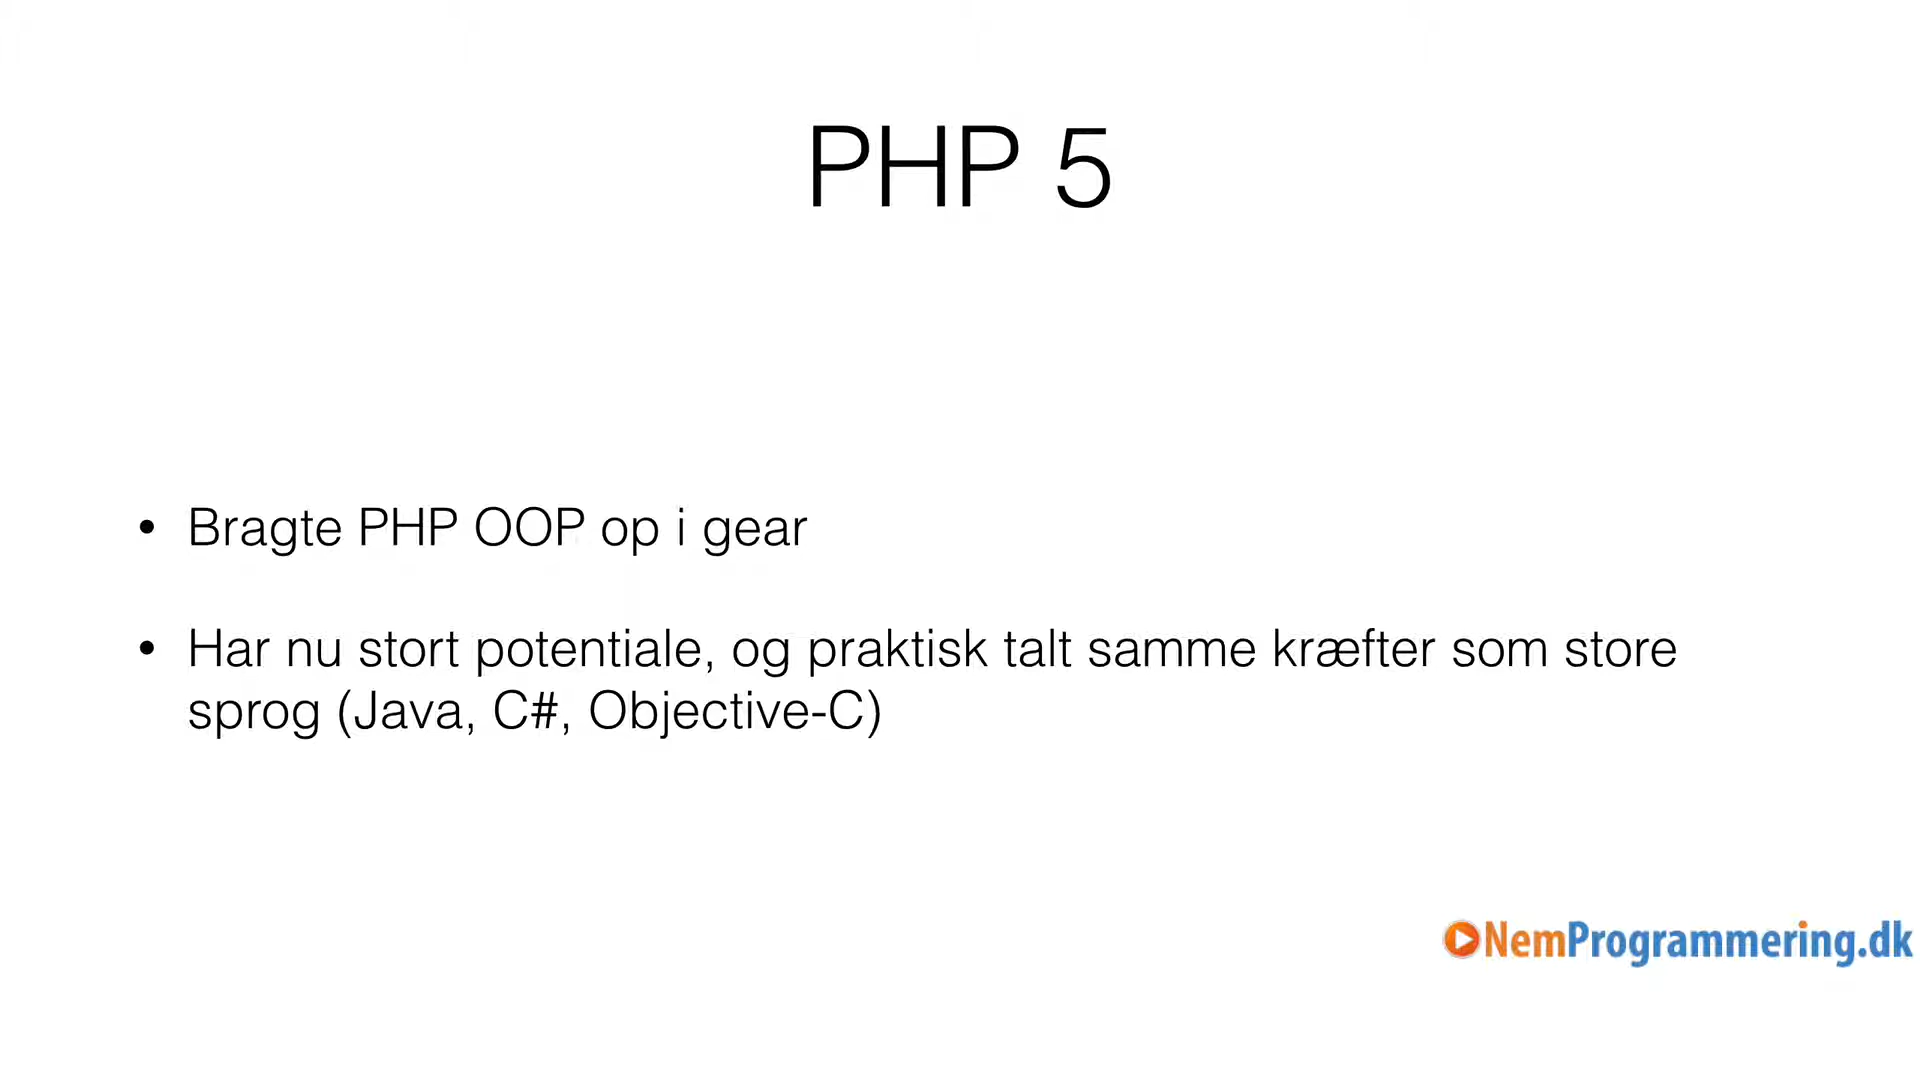 PHP 5
• Bragte PHP OOP op i gear
• Har nu stort potentiale, og praktisk talt samme kræfter som store
sprog (Java, C#, Objective-C)
NemProgrammering.dk